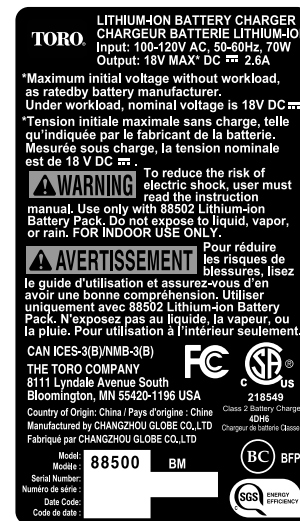 TORO®
LITHIUM-ION BATTERY CHARGER
CHARGEUR BATTERIE LITHIUM-IO
Input: 100-120V AC, 50-60Hz, 70W
Output: 18V MAX* DC 2.6A
*Maximum initial voltage without workload,
as ratedby battery manufacturer.
Under workload, nominal voltage is 18V DC
*Tension initiale maximale sans charge, telle
qu'indiquée par le fabricant de la batterie.
Mesurée sous charge, la tension nominale
est de 18 V DC .
WARNING To reduce the risk of
electric shock, user must
read the instruction
manual. Use only with 88502 Lithium-ion
Battery Pack. Do not expose to liquid, vapor,
or rain. FOR INDOOR USE ONLY.
AVERTISSEMENT Pour réduire
les risques de
blessures, lisez
le guide d'utilisation et assurez-vous d'en
avoir une bonne compréhension. Utiliser
uniquement avec 88502 Lithium-ion Battery
Pack. N'exposez pas au liquide, la vapeur, ou
la pluie. Pour utilisation à l'intérieur seulement.
CAN ICES-3(B)/NMB-3(B)
THE TORO COMPANY
8111 Lyndale Avenue South
Bloomington, MN 55420-1196 USA
Country of Origin: China / Pays d'origine : Chine
Manufactured by CHANGZHOU GLOBE CO.,LTD
Fabriqué par CHANGZHOU GLOBE CO.,LTD
FC
C SA US ®
218549
Class 2 Battery Charge
4DH6
Chargeur de batterie Classe
Model:
Modèle :
88500 BM
Serial Number:
Numéro de série :
Date Code:
Code de date :
BC BFP
SGS ENERGY
EFFICIENCY